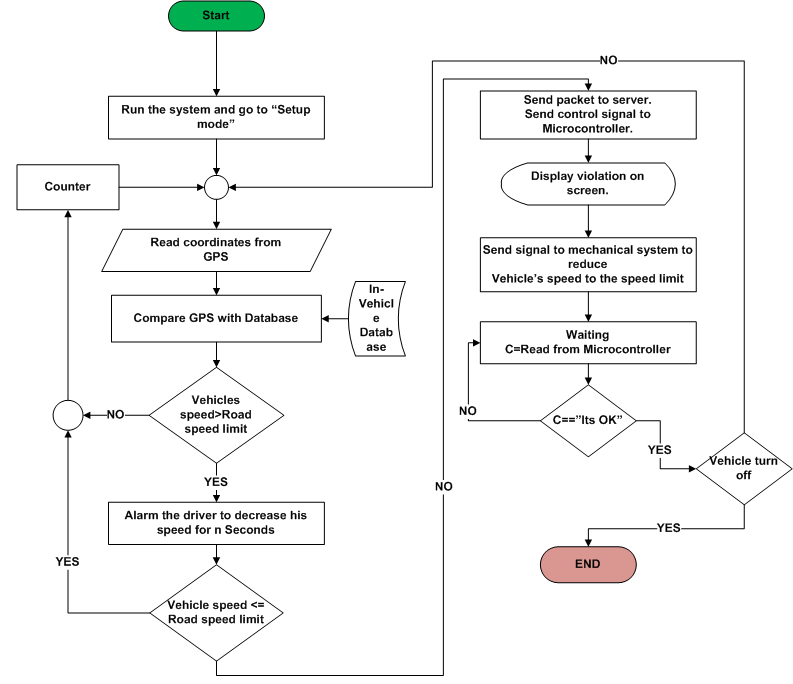 Start
Run the system and go to “Setup
mode”
Counter
Read coordinates from
GPS
Compare GPS with Database
In-
Vehicl
e
Datab
ase
Vehicles
speed>Road
speed limit
NO
YES
Alarm the driver to decrease his
speed for n Seconds
YES
Vehicle speed <=
Road speed limit
NO
NO
Send packet to server.
Send control signal to
Microcontroller.
Display violation on
screen.
Send signal to mechanical system to
reduce
Vehicle’s speed to the speed limit
Waiting
C=Read from Microcontroller
NO
C==”Its OK”
YES
Vehicle turn
off
YES
END